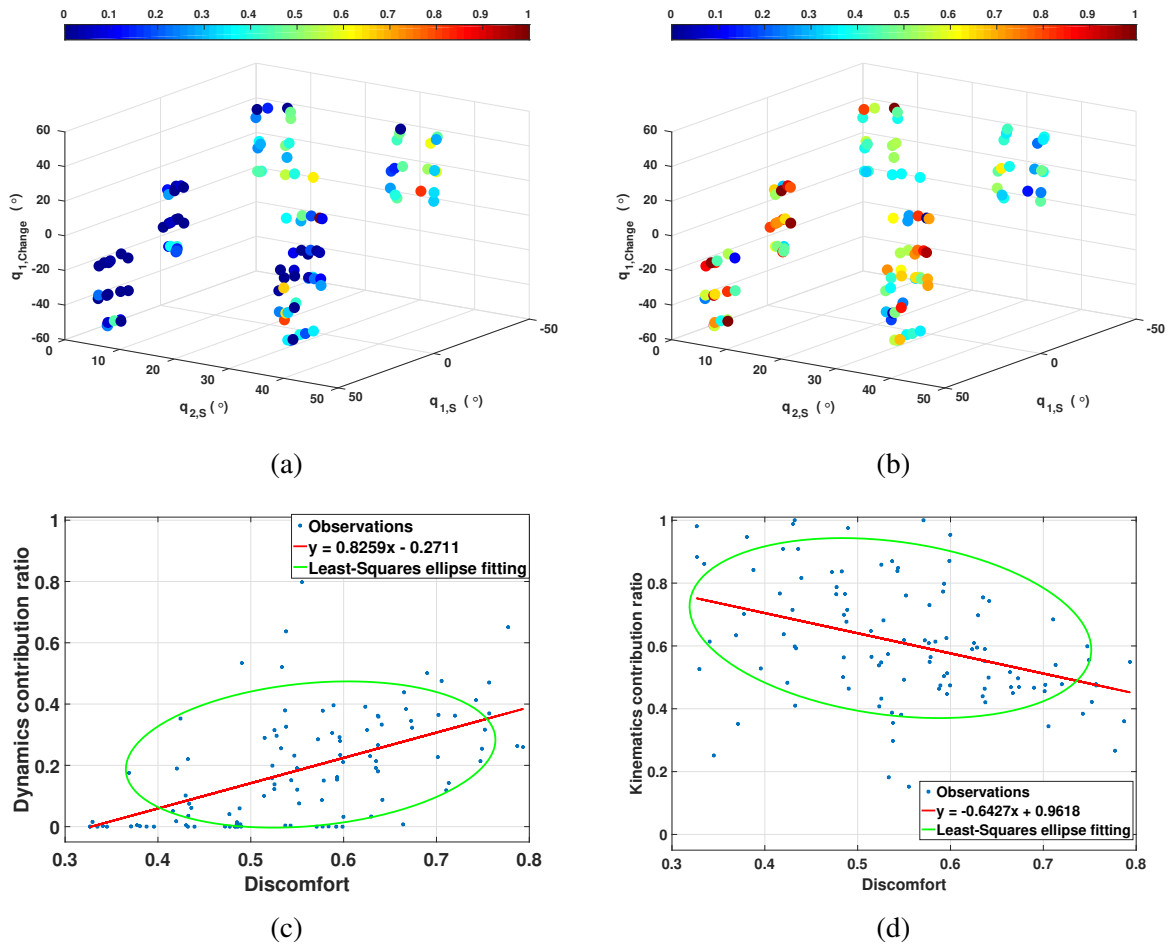 0 0.1 0.2 0.3 0.4 0.5 0.6 0.7 0.8 0.9 1
60
40
20
0
-20
-40
-60
q1,Change (°)
0 10 20 30 40 50
q2,S (°)
50 0 -50
q1,S (°)
(a)
0 0.1 0.2 0.3 0.4 0.5 0.6 0.7 0.8 0.9 1
60
40
20
0
-20
-40
-60
q1,Change (°)
0 10 20 30 40 50
q2,S (°)
50 0 -50
q1,S (°)
(b)
1
0.8
0.6
0.4
0.2
0
Dynamics contribution ratio
Observations
y = 0.8259x - 0.2711
Least-Squares ellipse fitting
0.3 0.4 0.5 0.6 0.7 0.8
Discomfort
(c)
1
0.8
0.6
0.4
0.2
0
Kinematics contribution ratio
Observations
y = -0.6427x + 0.9618
Least-Squares ellipse fitting
0.3 0.4 0.5 0.6 0.7 0.8
Discomfort
(d)